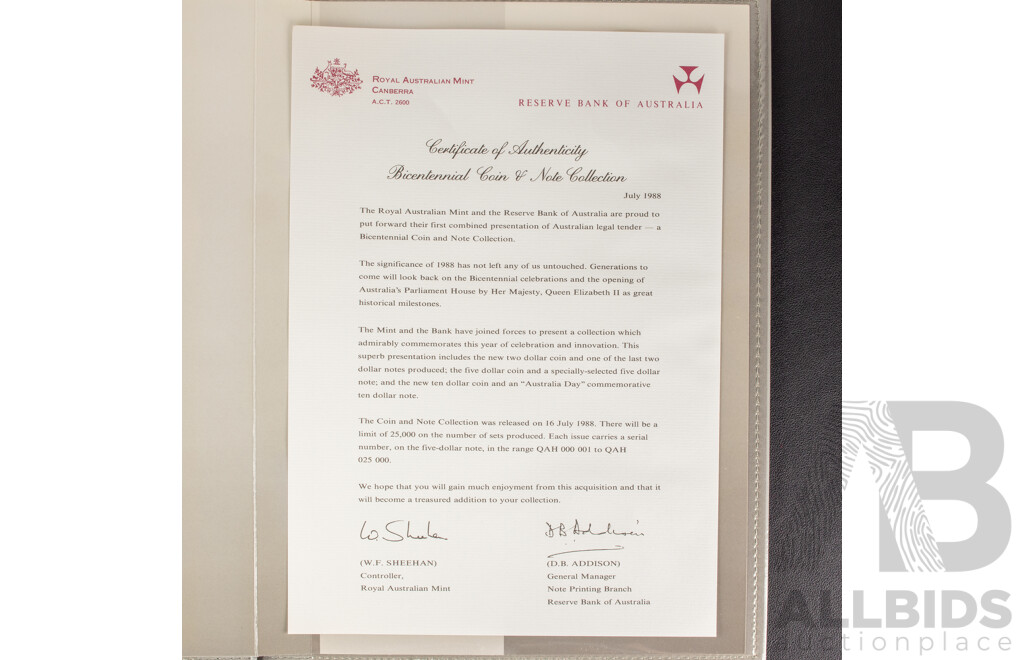 ROYAL AUSTRALIAN MINT
CANBERRA
A.C.T. 2600
RESERVE BANK OF AUSTRALIA
Certificate of Authenticity
Bicentennial Coin & Note Collection
July 1988
The Royal Australian Mint and the Reserve Bank of Australia are proud to
put forward their first combined presentation of Australian legal tender — a
Bicentennial Coin and Note Collection.
The significance of 1988 has not left any of us untouched. Generations to
come will look back on the Bicentennial celebrations and the opening of
Australia's Parliament House by Her Majesty, Queen Elizabeth II as great
historical milestones.
The Mint and the Bank have joined forces to present a collection which
admirably commemorates this year of celebration and innovation. This
superb presentation includes the new two dollar coin and one of the last two
dollar notes produced; the five dollar coin and a specially-selected five dollar
note; and the new ten dollar coin and an “Australia Day” commemorative
ten dollar note.
The Coin and Note Collection was released on 16 July 1988. There will be a
limit of 25,000 on the number of sets produced. Each issue carries a serial
number, on the five-dollar note, in the range QAH 000 001 to QAH
025 000.
We hope that you will gain much enjoyment from this acquisition and that it
will become a treasured addition to your collection.
W Sheehan
D B Addison
(W.F. SHEEHAN)
Controller,
Royal Australian Mint
(D.B. ADDISON)
General Manager
Note Printing Branch
Reserve Bank of Australia
AB
ALLBIDS
auctionplace